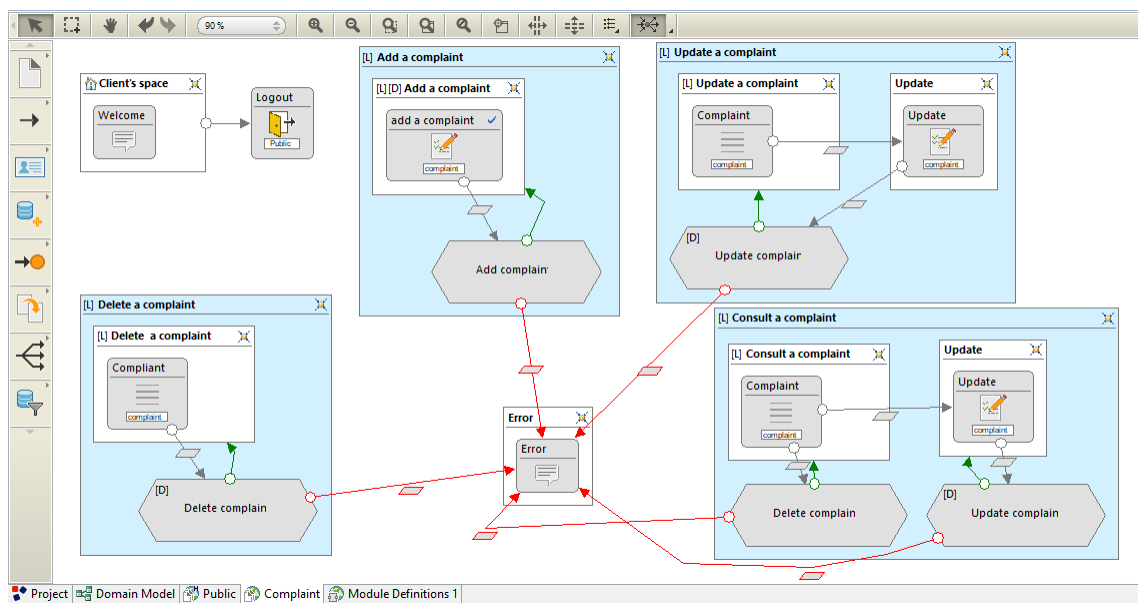 90 %
Client's space
Welcome
Logout
Public
[L] Add a complaint
[L][D] Add a complaint
add a complaint
complaint
Add complaint
[L] Update a complaint
[L] Update a complaint
Complaint
complaint
Update
Update
complaint
[D]
Update complain
[L] Delete a complaint
[L] Delete a complaint
Compliant
complaint
[D]
Delete complain
Error
Error
[L] Consult a complaint
[L] Consult a complaint
Complaint
complaint
Update
Update
complaint
Delete complain
[D]
Update complain
Project Domain Model Public Complaint Module Definitions 1